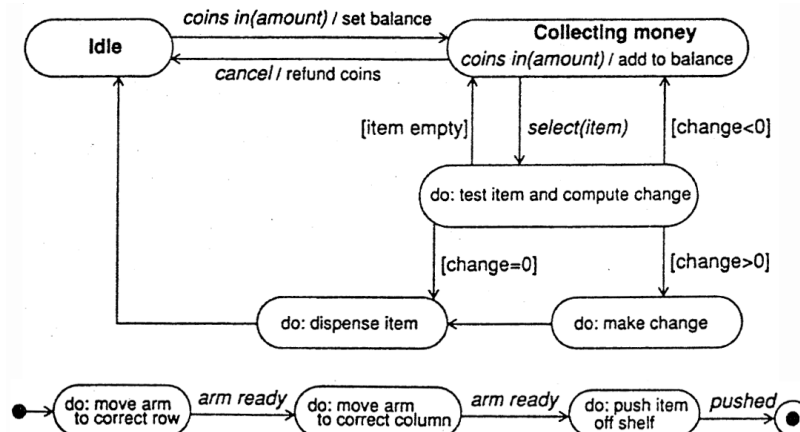 coins in(amount) / set balance
Idle
Collecting money
coins in(amount) / add to balance
cancel / refund coins
[item empty]
select(item)
[change<0]
do: test item and compute change
[change=0]
[change>0]
do: dispense item
do: make change
do: move arm
to correct row
arm ready
do: move arm
to correct column
arm ready
do: push item
off shelf
pushed